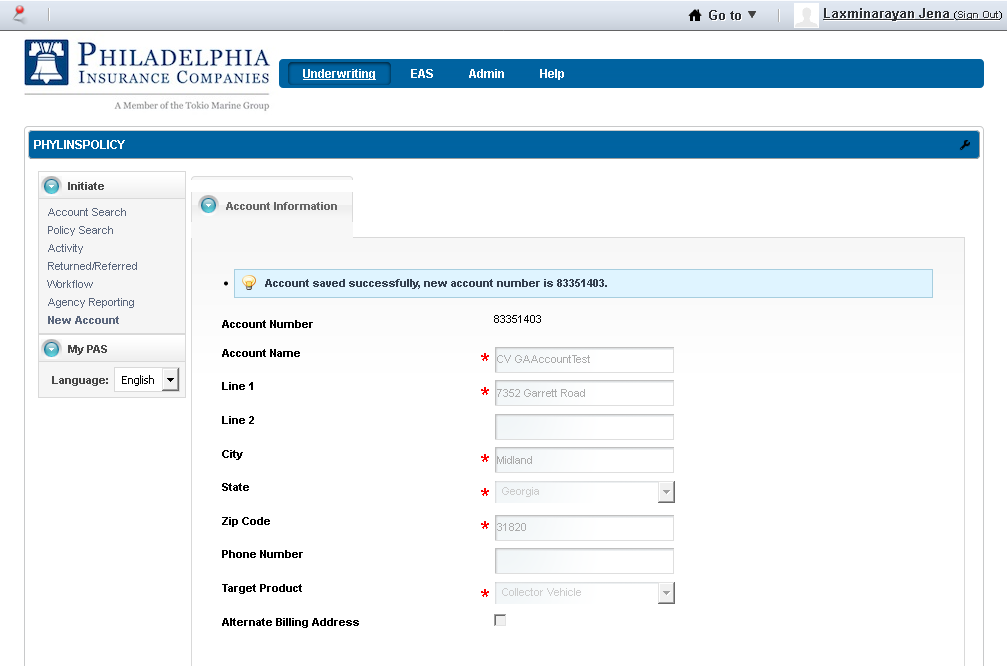 Go to ▼
Laxminarayan Jena (Sign Out)
PHILADELPHIA
INSURANCE COMPANIES
A Member of the Tokio Marine Group
Underwriting EAS Admin Help
PHYLINSPOLICY
Initiate
Account Search
Policy Search
Activity
Returned/Referred
Workflow
Agency Reporting
New Account
My PAS
Language: English
Account Information
• Account saved successfully, new account number is 83351403.
Account Number 83351403
Account Name * CV GAAccountTest
Line 1 * 7352 Garrett Road
Line 2
City * Midland
State * Georgia
Zip Code * 31820
Phone Number
Target Product * Collector Vehicle
Alternate Billing Address